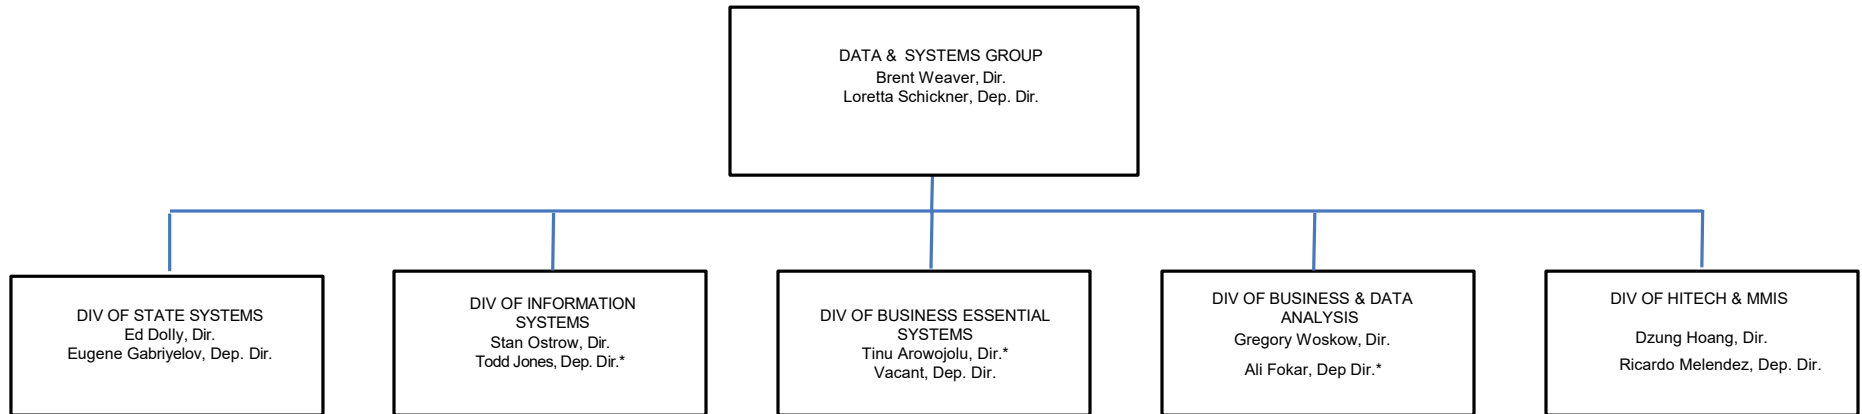 DATA & SYSTEMS GROUP
Brent Weaver, Dir.
Loretta Schickner, Dep. Dir.
DIV OF STATE SYSTEMS
Ed Dolly, Dir.
Eugene Gabriyelov, Dep. Dir.
DIV OF INFORMATION
SYSTEMS
Stan Ostrow, Dir.
Todd Jones, Dep. Dir.*
DIV OF BUSINESS ESSENTIAL
SYSTEMS
Tinu Arowojolu, Dir.*
Vacant, Dep. Dir.
DIV OF BUSINESS & DATA
ANALYSIS
Gregory Woskow, Dir.
Ali Fokar, Dep Dir.*
DIV OF HITECH & MMIS
Dzung Hoang, Dir.
Ricardo Melendez, Dep. Dir.